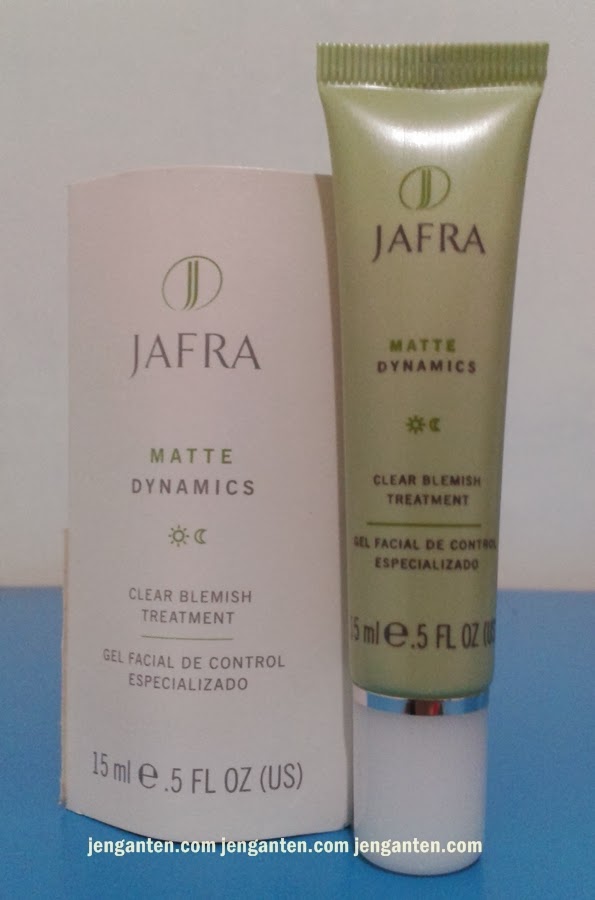 JAFRA
MATTE
DYNAMICS
CLEAR BLEMISH
TREATMENT
GEL FACIAL DE CONTROL
ESPECIALIZADO
15 ml e .5 FL OZ (US)
JAFRA
MATTE
DYNAMICS
CLEAR BLEMISH
TREATMENT
GEL FACIAL DE CONTROL
ESPECIALIZADO
15 ml e .5 FL OZ (US
jenganten.com jenganten.com jenganten.com